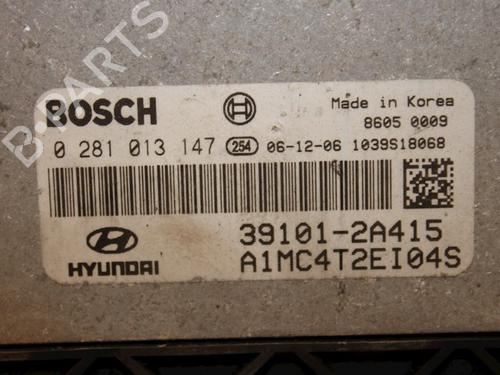 B-PARTS
BOSCH
Made in Korea
8605 0009
0 281 013 147 254 06-12-06 1039S18068
39101-2A415
HYUNDAI A1MC4T2EI04S